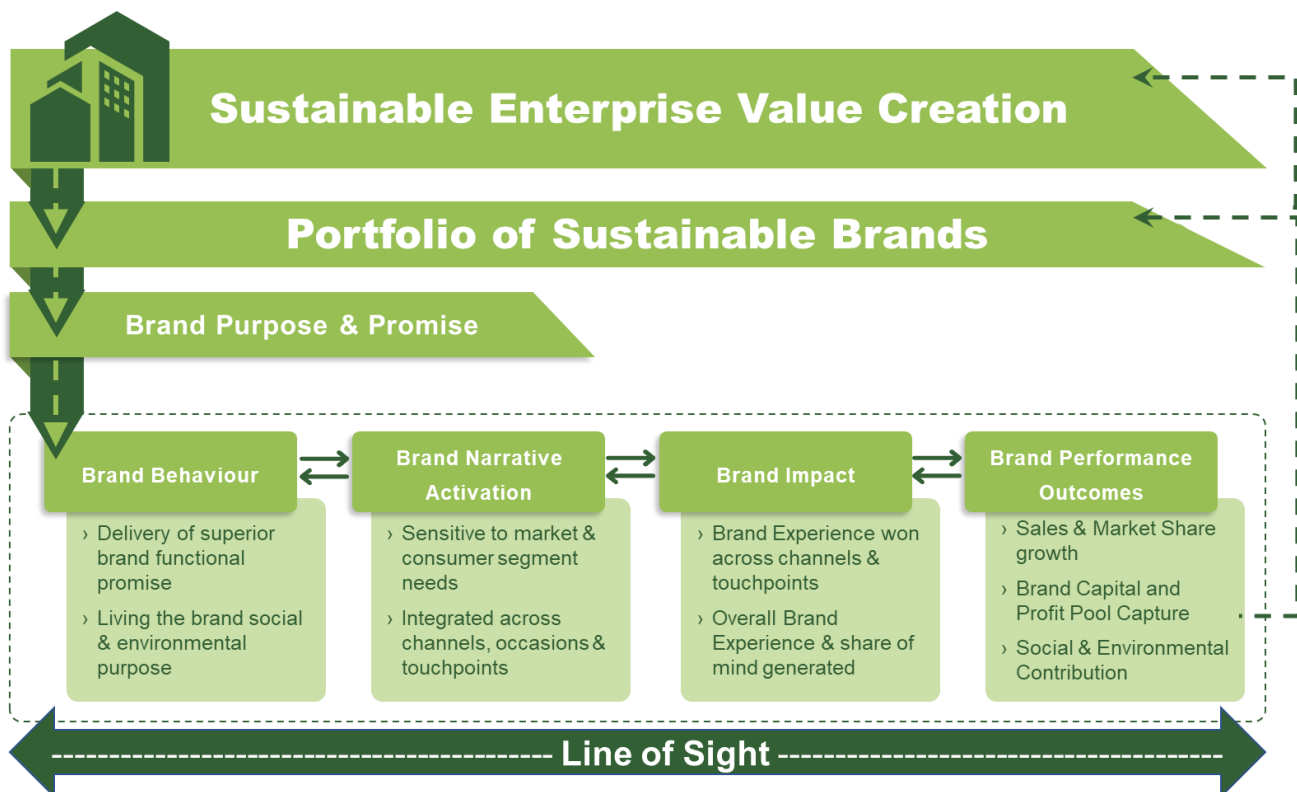 Sustainable Enterprise Value Creation
Portfolio of Sustainable Brands
Brand Purpose & Promise
Brand Behaviour
› Delivery of superior
brand functional
promise
› Living the brand social
& environmental
purpose
Brand Narrative
Activation
› Sensitive to market &
consumer segment
needs
› Integrated across
channels, occasions &
touchpoints
Brand Impact
› Brand Experience won
across channels &
touchpoints
› Overall Brand
Experience & share of
mind generated
Brand Performance
Outcomes
› Sales & Market Share
growth
› Brand Capital and
Profit Pool Capture
› Social & Environmental
Contribution
Line of Sight